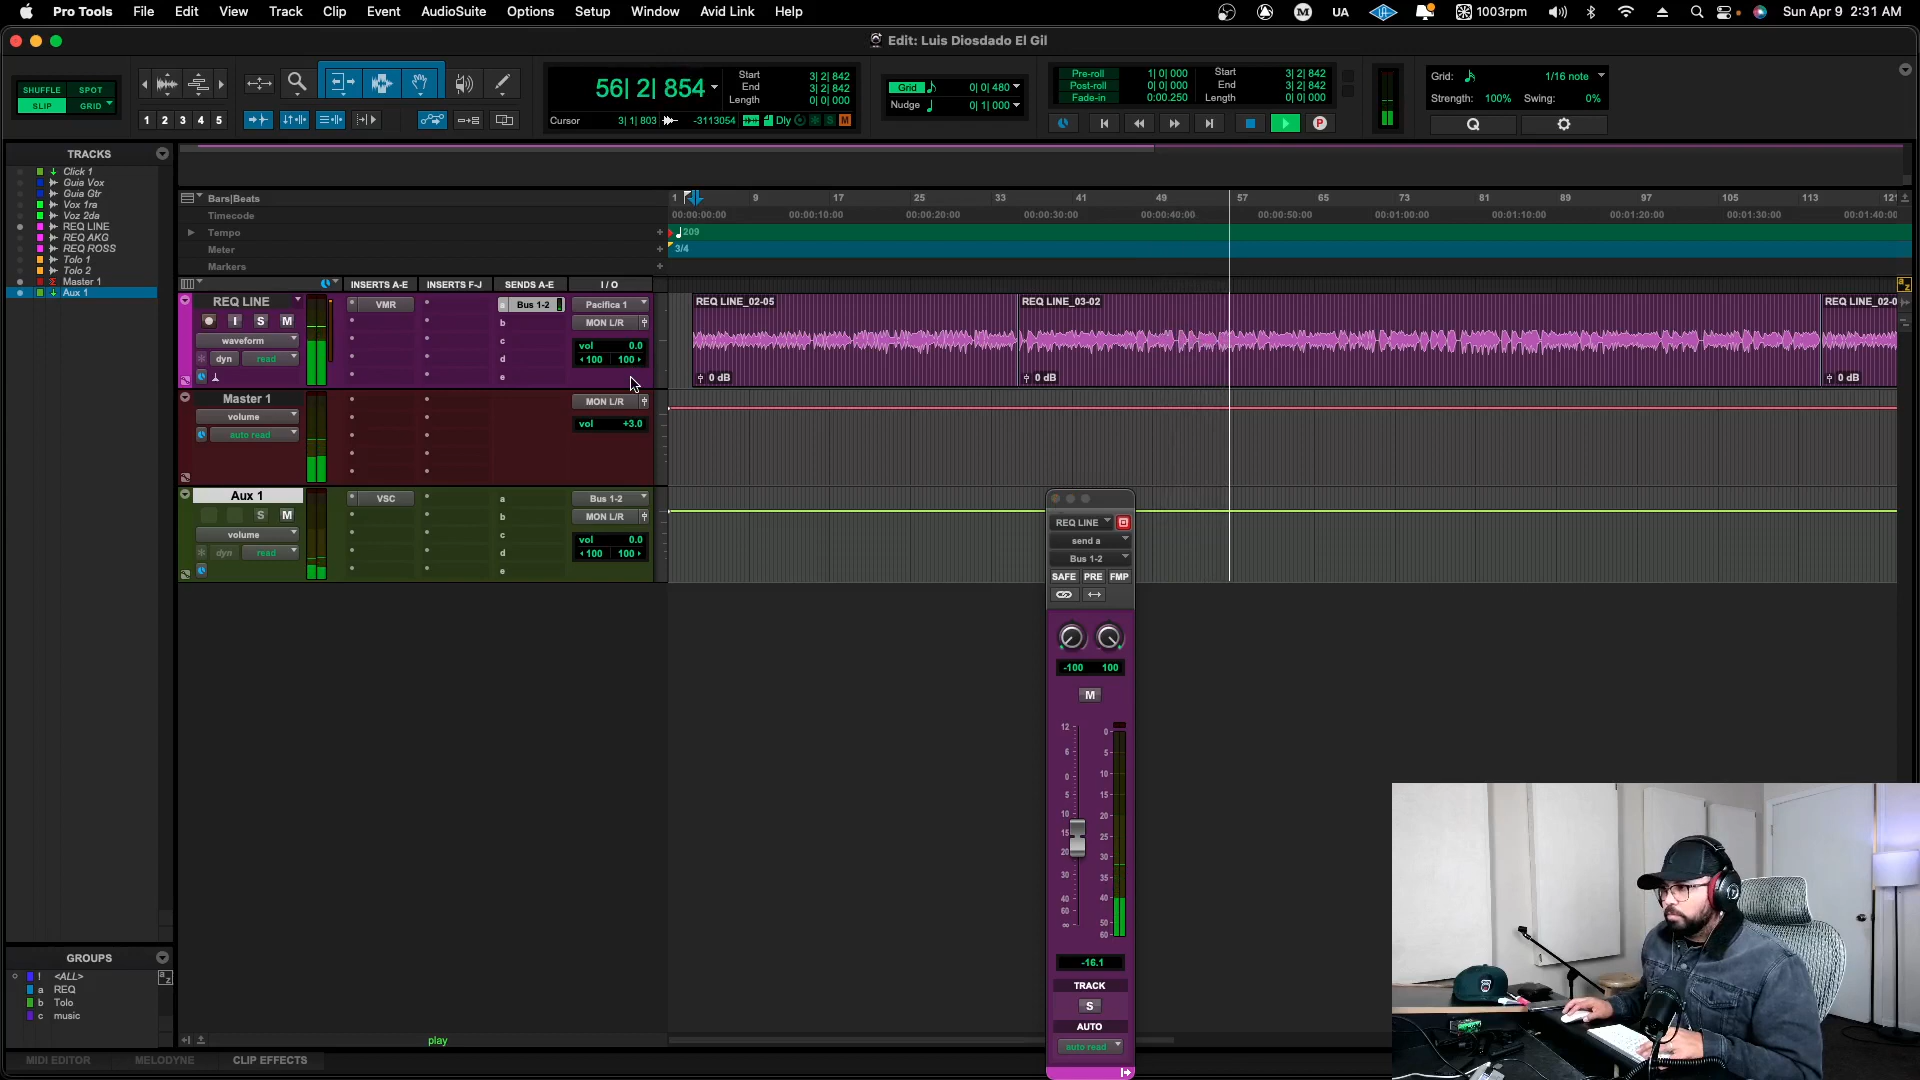 Pro Tools File Edit View Track Clip Event AudioSuite Options Setup Window Avid Link Help UA 1003rpm Sun Apr 9 2:31 AM
Edit: Luis Diosdado El Gil
SHUFFLE SPOT
SLIP GRID
1 2 3 4 5
56| 2| 854
Start 3| 2| 842
End 3| 2| 842
Length 0| 0| 000
Cursor 3| 1| 803 -3113054 Dly S M
Grid 0| 0| 480
Nudge 0| 1| 000
Pre-roll 1| 0| 000 Start 3| 2| 842
Post-roll 0| 0| 000 End 3| 2| 842
Fade-in 0:00.250 Length 0| 0| 000
P
Grid: 1/16 note
Strength: 100% Swing: 0%
Q
TRACKS
Click 1
Guia Vox
Guia Gtr
Vox 1ra
Voz 2da
REQ LINE
REQ AKG
REQ ROSS
Tolo 1
Tolo 2
Master 1
Aux 1
GROUPS
! <ALL>
a REQ
b Tolo
c music
Bars|Beats 1 9 17 25 33 41 49 57 65 73 81 89 97 105 113 121
Timecode 00:00:00:00 00:00:10:00 00:00:20:00 00:00:30:00 00:00:40:00 00:00:50:00 00:01:00:00 00:01:10:00 00:01:20:00 00:01:30:00 00:01:40:00
Tempo 209
Meter 3/4
Markers
INSERTS A-E INSERTS F-J SENDS A-E I / O
REQ LINE VMR a Bus 1-2 Pacifica 1
I S M b MON L/R
waveform c vol 0.0
dyn read d 100 100
e
REQ LINE_02-05 REQ LINE_03-02 REQ LINE_02-0
0 dB 0 dB 0 dB
Master 1 MON L/R
volume vol +3.0
auto read
Aux 1 VSC a Bus 1-2
S M b MON L/R
volume c vol 0.0
dyn read d 100 100
e
REQ LINE
send a
Bus 1-2
SAFE PRE FMP
-100 100
M
12
6
0
5
10
15
20
30
40
60
∞
0
5
10
15
20
25
30
35
40
50
60
-16.1
TRACK
S
AUTO
auto read
play
MIDI EDITOR MELODYNE CLIP EFFECTS